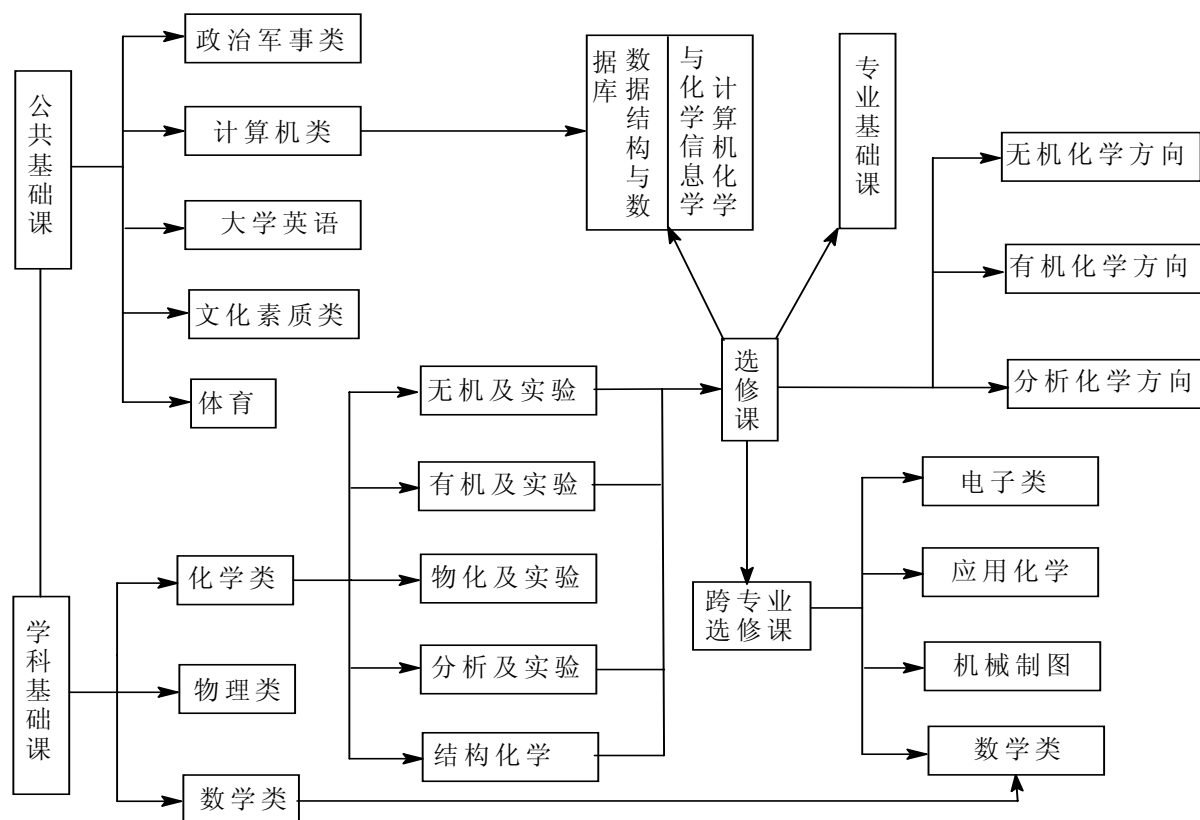 公共基础课
政治军事类
计算机类
大学英语
文化素质类
体育
学科基础课
化学类
物理类
数学类
无机及实验
有机及实验
物化及实验
分析及实验
结构化学
数据结构与数
据库
计算机化学
与化学信息学
专业基础课
选修课
无机化学方向
有机化学方向
分析化学方向
跨专业
选修课
电子类
应用化学
机械制图
数学类